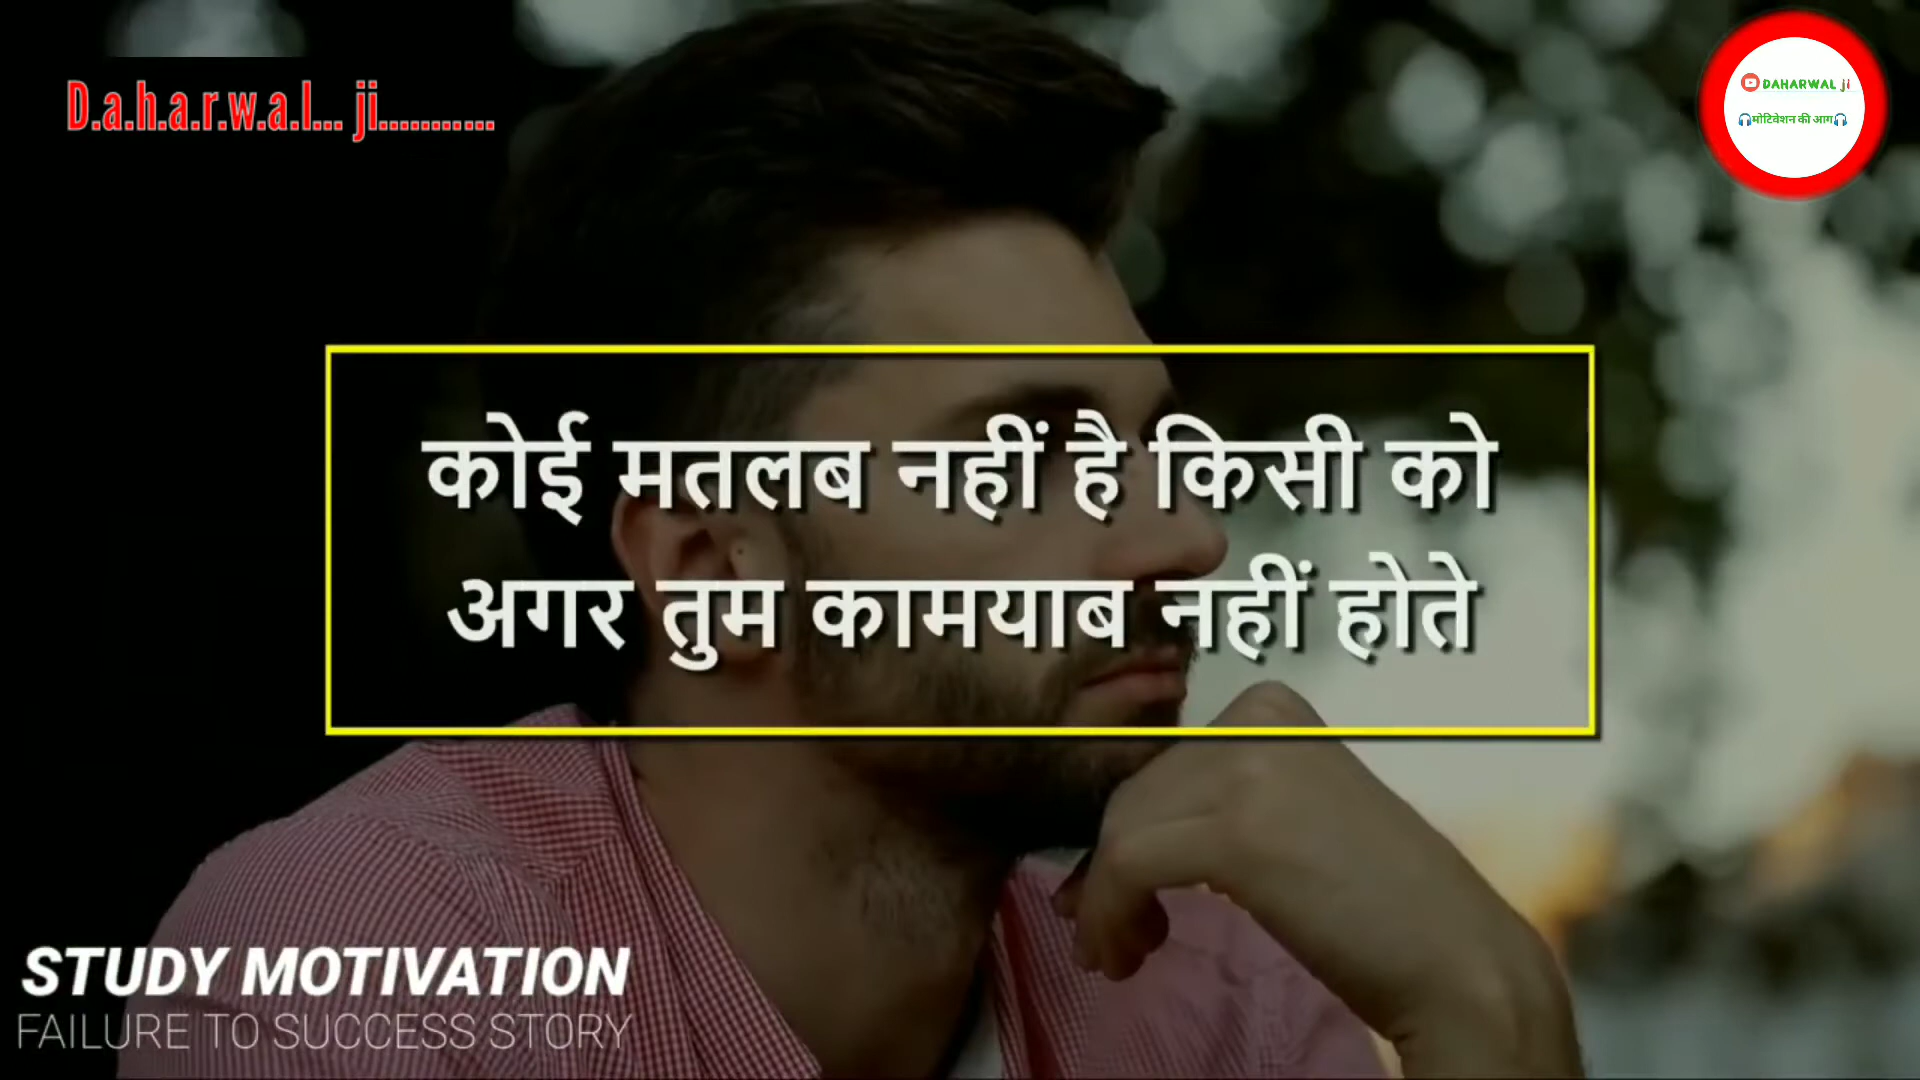 D.a.h.a.r.w.a.l... ji...........
DAHARWAL ji
मोटिवेशन की आग
कोई मतलब नहीं है किसी को
अगर तुम कामयाब नहीं होते
STUDY MOTIVATION
FAILURE TO SUCCESS STORY